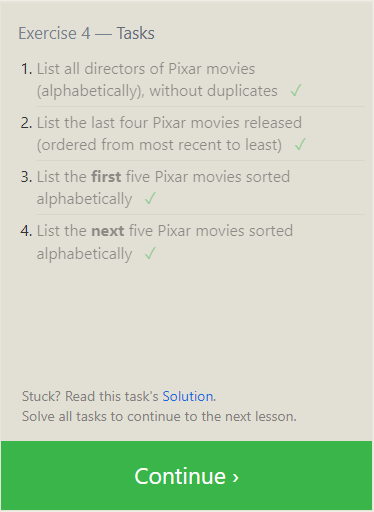 Exercise 4 — Tasks
1. List all directors of Pixar movies
(alphabetically), without duplicates ✓
2. List the last four Pixar movies released
(ordered from most recent to least) ✓
3. List the first five Pixar movies sorted
alphabetically ✓
4. List the next five Pixar movies sorted
alphabetically ✓
Stuck? Read this task's Solution.
Solve all tasks to continue to the next lesson.
Continue ›